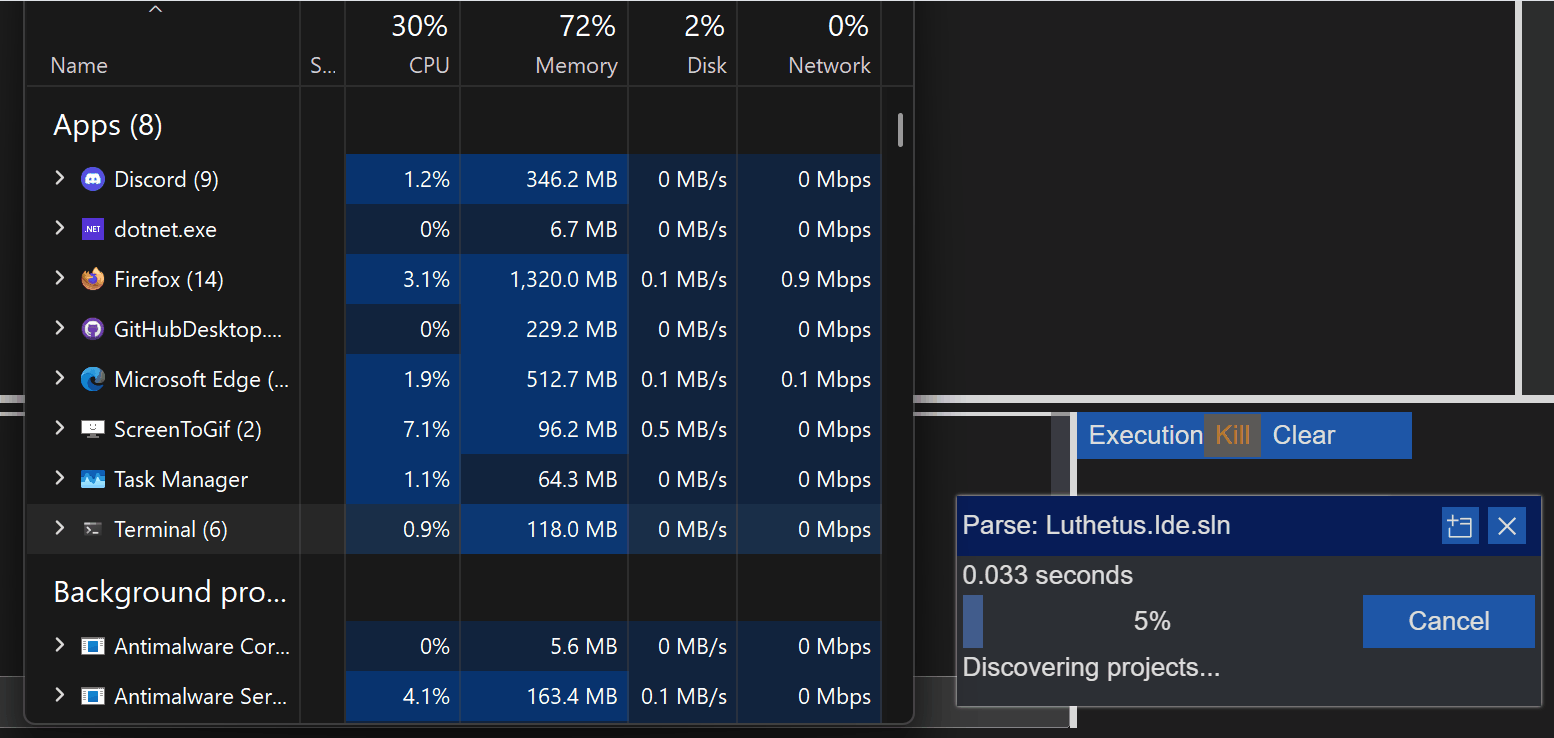 30% 72% 2% 0%
Name S... CPU Memory Disk Network
Apps (8)
Discord (9) 1.2% 346.2 MB 0 MB/s 0 Mbps
.NET dotnet.exe 0% 6.7 MB 0 MB/s 0 Mbps
Firefox (14) 3.1% 1,320.0 MB 0.1 MB/s 0.9 Mbps
GitHubDesktop.... 0% 229.2 MB 0 MB/s 0 Mbps
Microsoft Edge (... 1.9% 512.7 MB 0.1 MB/s 0.1 Mbps
ScreenToGif (2) 7.1% 96.2 MB 0.5 MB/s 0 Mbps
Task Manager 1.1% 64.3 MB 0 MB/s 0 Mbps
Terminal (6) 0.9% 118.0 MB 0 MB/s 0 Mbps
Background pro...
Antimalware Cor... 0% 5.6 MB 0 MB/s 0 Mbps
Antimalware Ser... 4.1% 163.4 MB 0.1 MB/s 0 Mbps
Execution Kill Clear
Parse: Luthetus.Ide.sln
0.033 seconds
5% Cancel
Discovering projects...